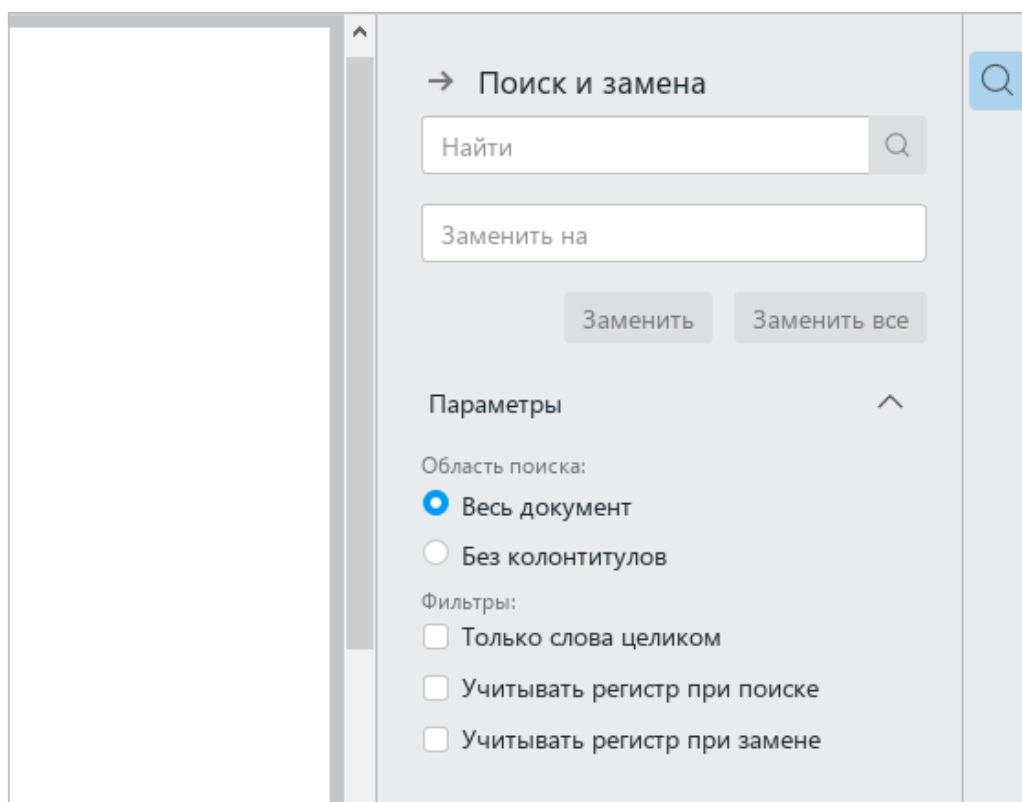 Поиск и замена
Найти
Заменить на
Заменить Заменить все
Параметры
Область поиска:
Весь документ
Без колонтитулов
Фильтры:
Только слова целиком
Учитывать регистр при поиске
Учитывать регистр при замене